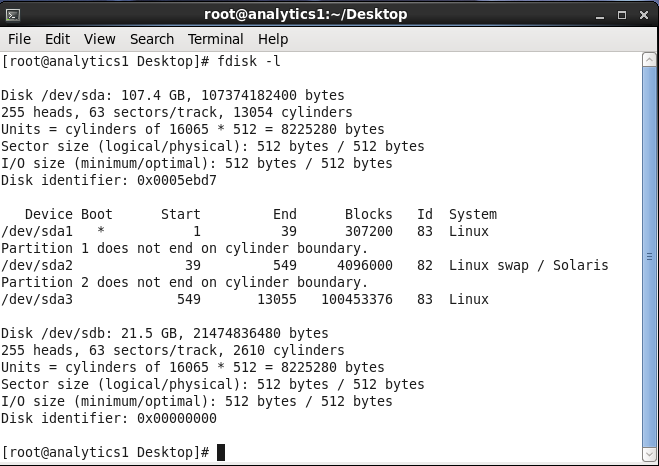 root@analytics1:~/Desktop
File Edit View Search Terminal Help
[root@analytics1 Desktop]# fdisk -l
Disk /dev/sda: 107.4 GB, 107374182400 bytes
255 heads, 63 sectors/track, 13054 cylinders
Units = cylinders of 16065 * 512 = 8225280 bytes
Sector size (logical/physical): 512 bytes / 512 bytes
I/O size (minimum/optimal): 512 bytes / 512 bytes
Disk identifier: 0x0005ebd7
Device Boot Start End Blocks Id System
/dev/sda1 * 1 39 307200 83 Linux
Partition 1 does not end on cylinder boundary.
/dev/sda2 39 549 4096000 82 Linux swap / Solaris
Partition 2 does not end on cylinder boundary.
/dev/sda3 549 13055 100453376 83 Linux
Disk /dev/sdb: 21.5 GB, 21474836480 bytes
255 heads, 63 sectors/track, 2610 cylinders
Units = cylinders of 16065 * 512 = 8225280 bytes
Sector size (logical/physical): 512 bytes / 512 bytes
I/O size (minimum/optimal): 512 bytes / 512 bytes
Disk identifier: 0x00000000
[root@analytics1 Desktop]#